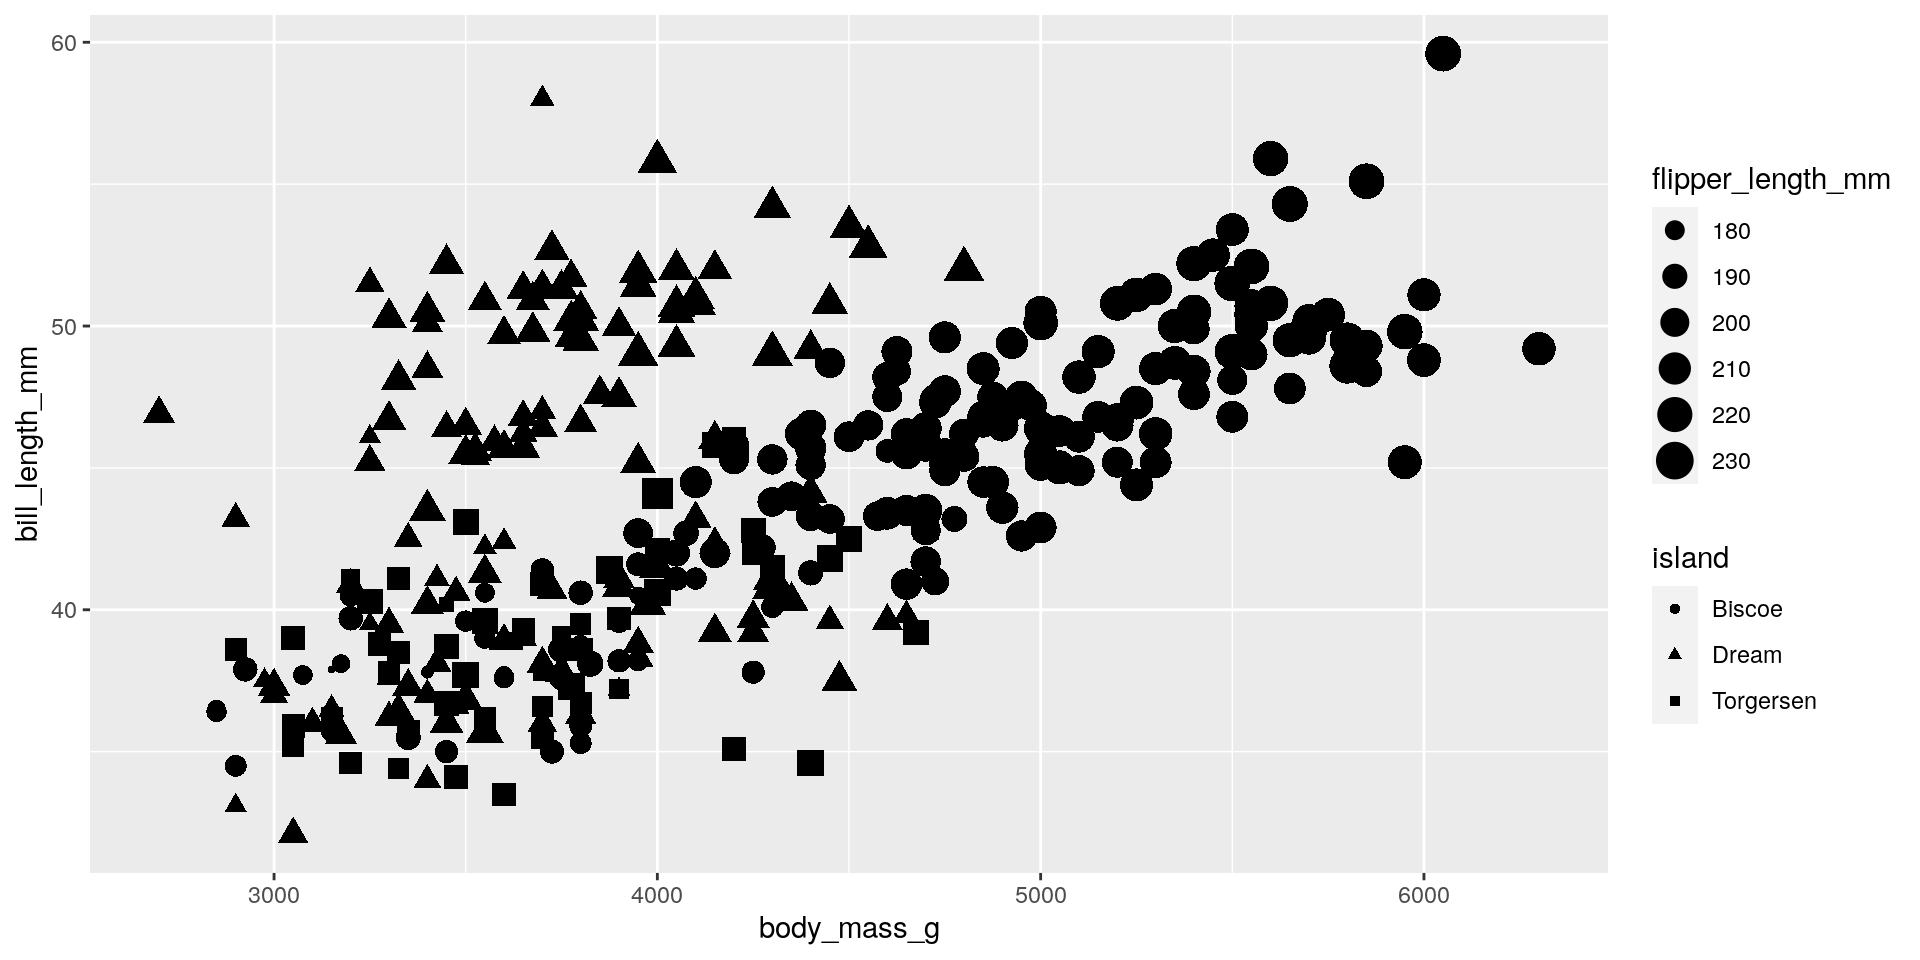 60
50
40
bill_length_mm
3000
4000
5000
6000
body_mass_g
flipper_length_mm
180
190
200
210
220
230
island
Biscoe
Dream
Torgersen